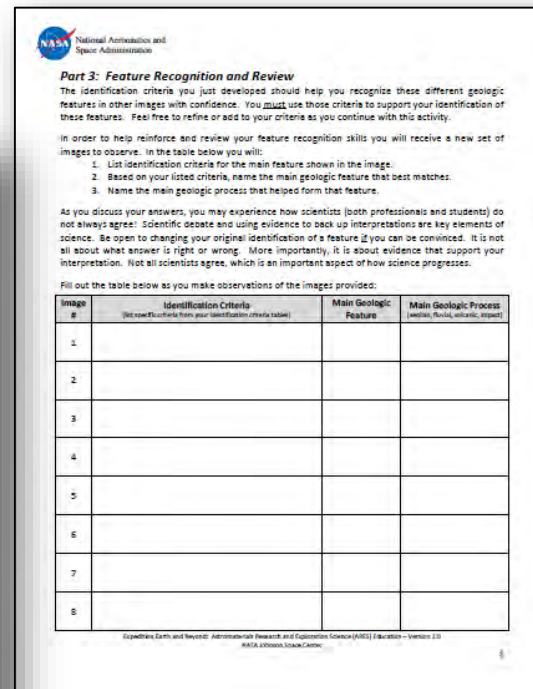 NASA
National Aeronautics and
Space Administration
Part 3: Feature Recognition and Review
The identification criteria you just developed should help you recognize these different geologic
features in other images with confidence. You must use those criteria to support your identification of
these features. Feel free to refine or add to your criteria as you continue with this activity.
In order to help reinforce and review your feature recognition skills you will receive a new set of
images to observe. In the table below you will:
1. List identification criteria for the main feature shown in the image.
2. Based on your listed criteria, name the main geologic feature that best matches.
3. Name the main geologic process that helped form that feature.
As you discuss your answers, you may experience how scientists (both professionals and students) do
not always agree! Scientific debate and using evidence to back up interpretations are key elements of
science. Be open to changing your original identification of a feature if you can be convinced. It is not
all about what answer is right or wrong. More importantly, it is about evidence that support your
interpretation. Not all scientists agree, which is an important aspect of how science progresses.
Fill out the table below as you make observations of the images provided:
Image # Identification Criteria Main Geologic Feature Main Geologic Process
(list specific criteria from your identification criteria tables) (aeolian, fluvial, volcanic, impact)
1
2
3
4
5
6
7
8
Expedition Earth and Beyond: Astromaterials Research and Exploration Science (ARES) Education – Version 2.0
NASA Johnson Space Center